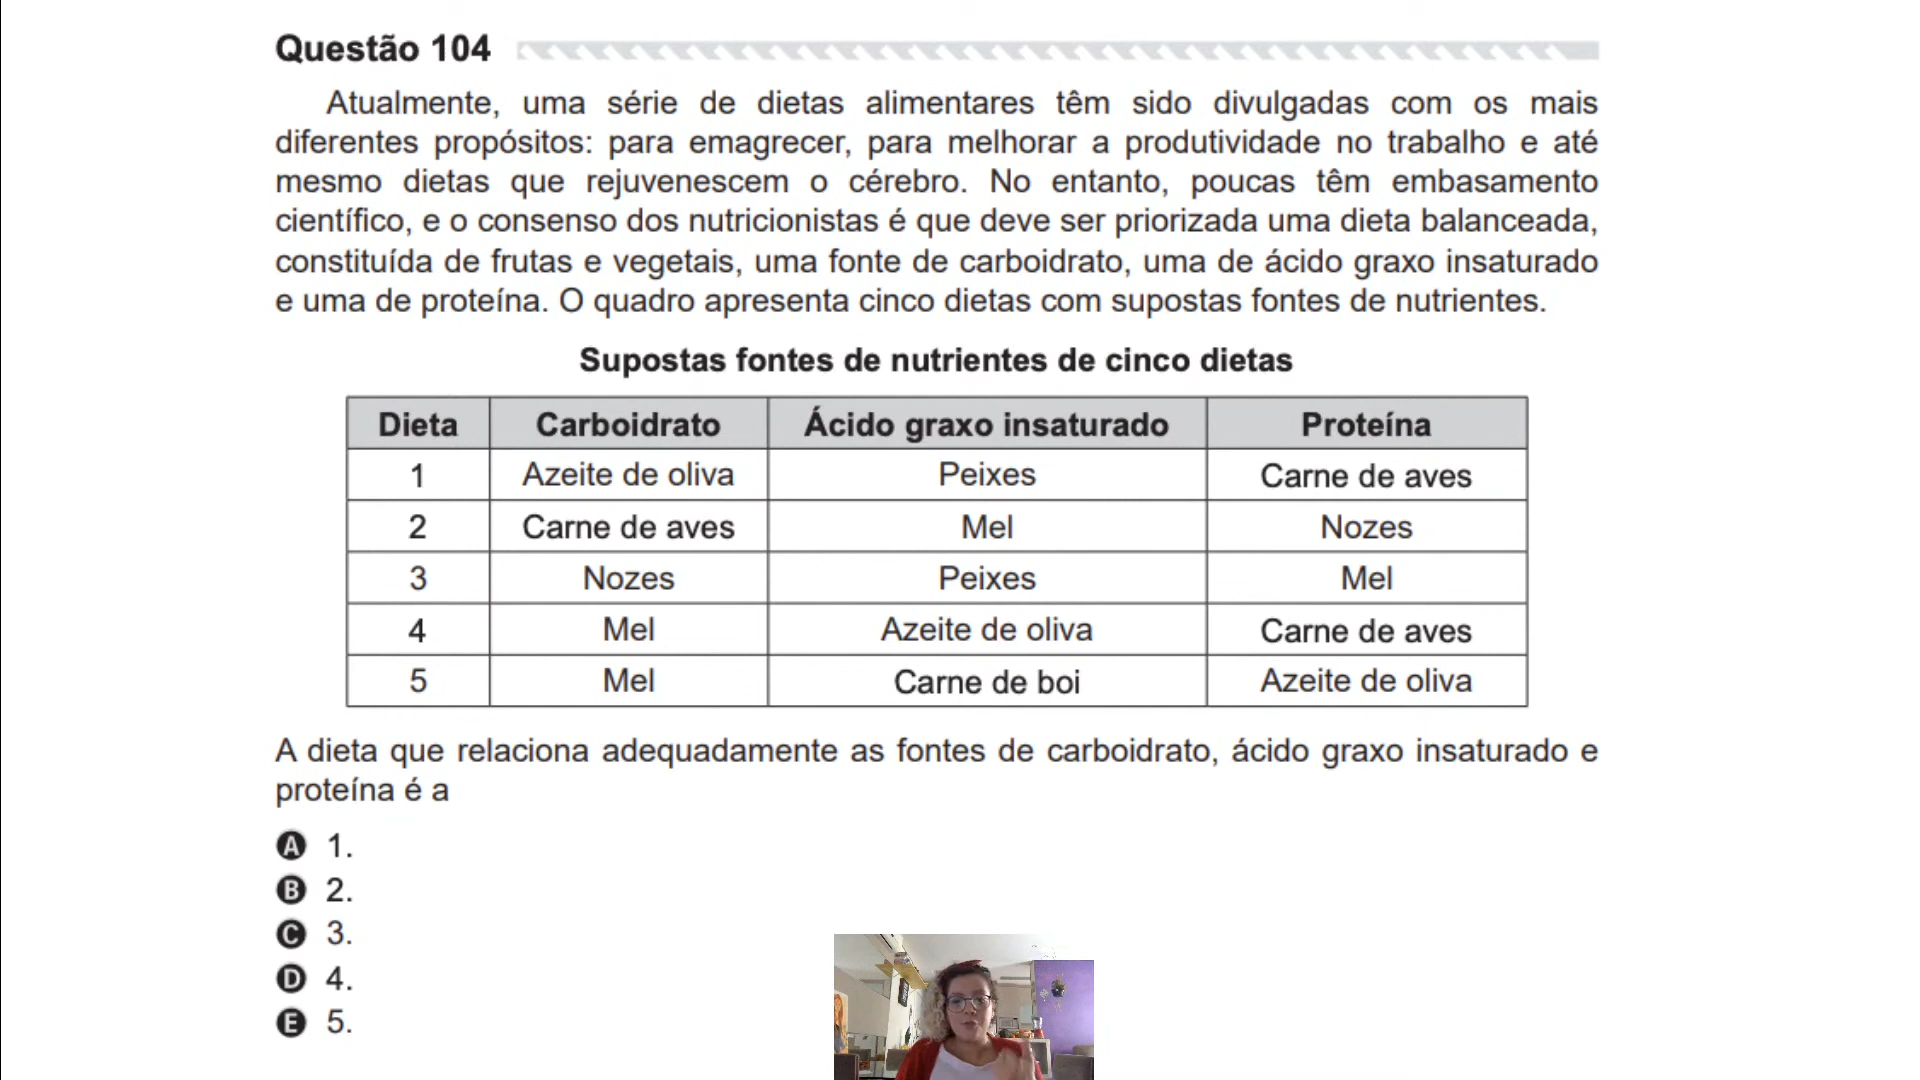 Questão 104
Atualmente, uma série de dietas alimentares têm sido divulgadas com os mais
diferentes propósitos: para emagrecer, para melhorar a produtividade no trabalho e até
mesmo dietas que rejuvenescem o cérebro. No entanto, poucas têm embasamento
científico, e o consenso dos nutricionistas é que deve ser priorizada uma dieta balanceada,
constituída de frutas e vegetais, uma fonte de carboidrato, uma de ácido graxo insaturado
e uma de proteína. O quadro apresenta cinco dietas com supostas fontes de nutrientes.
Supostas fontes de nutrientes de cinco dietas
Dieta Carboidrato Ácido graxo insaturado Proteína
1 Azeite de oliva Peixes Carne de aves
2 Carne de aves Mel Nozes
3 Nozes Peixes Mel
4 Mel Azeite de oliva Carne de aves
5 Mel Carne de boi Azeite de oliva
A dieta que relaciona adequadamente as fontes de carboidrato, ácido graxo insaturado e
proteína é a
A 1.
B 2.
C 3.
D 4.
E 5.